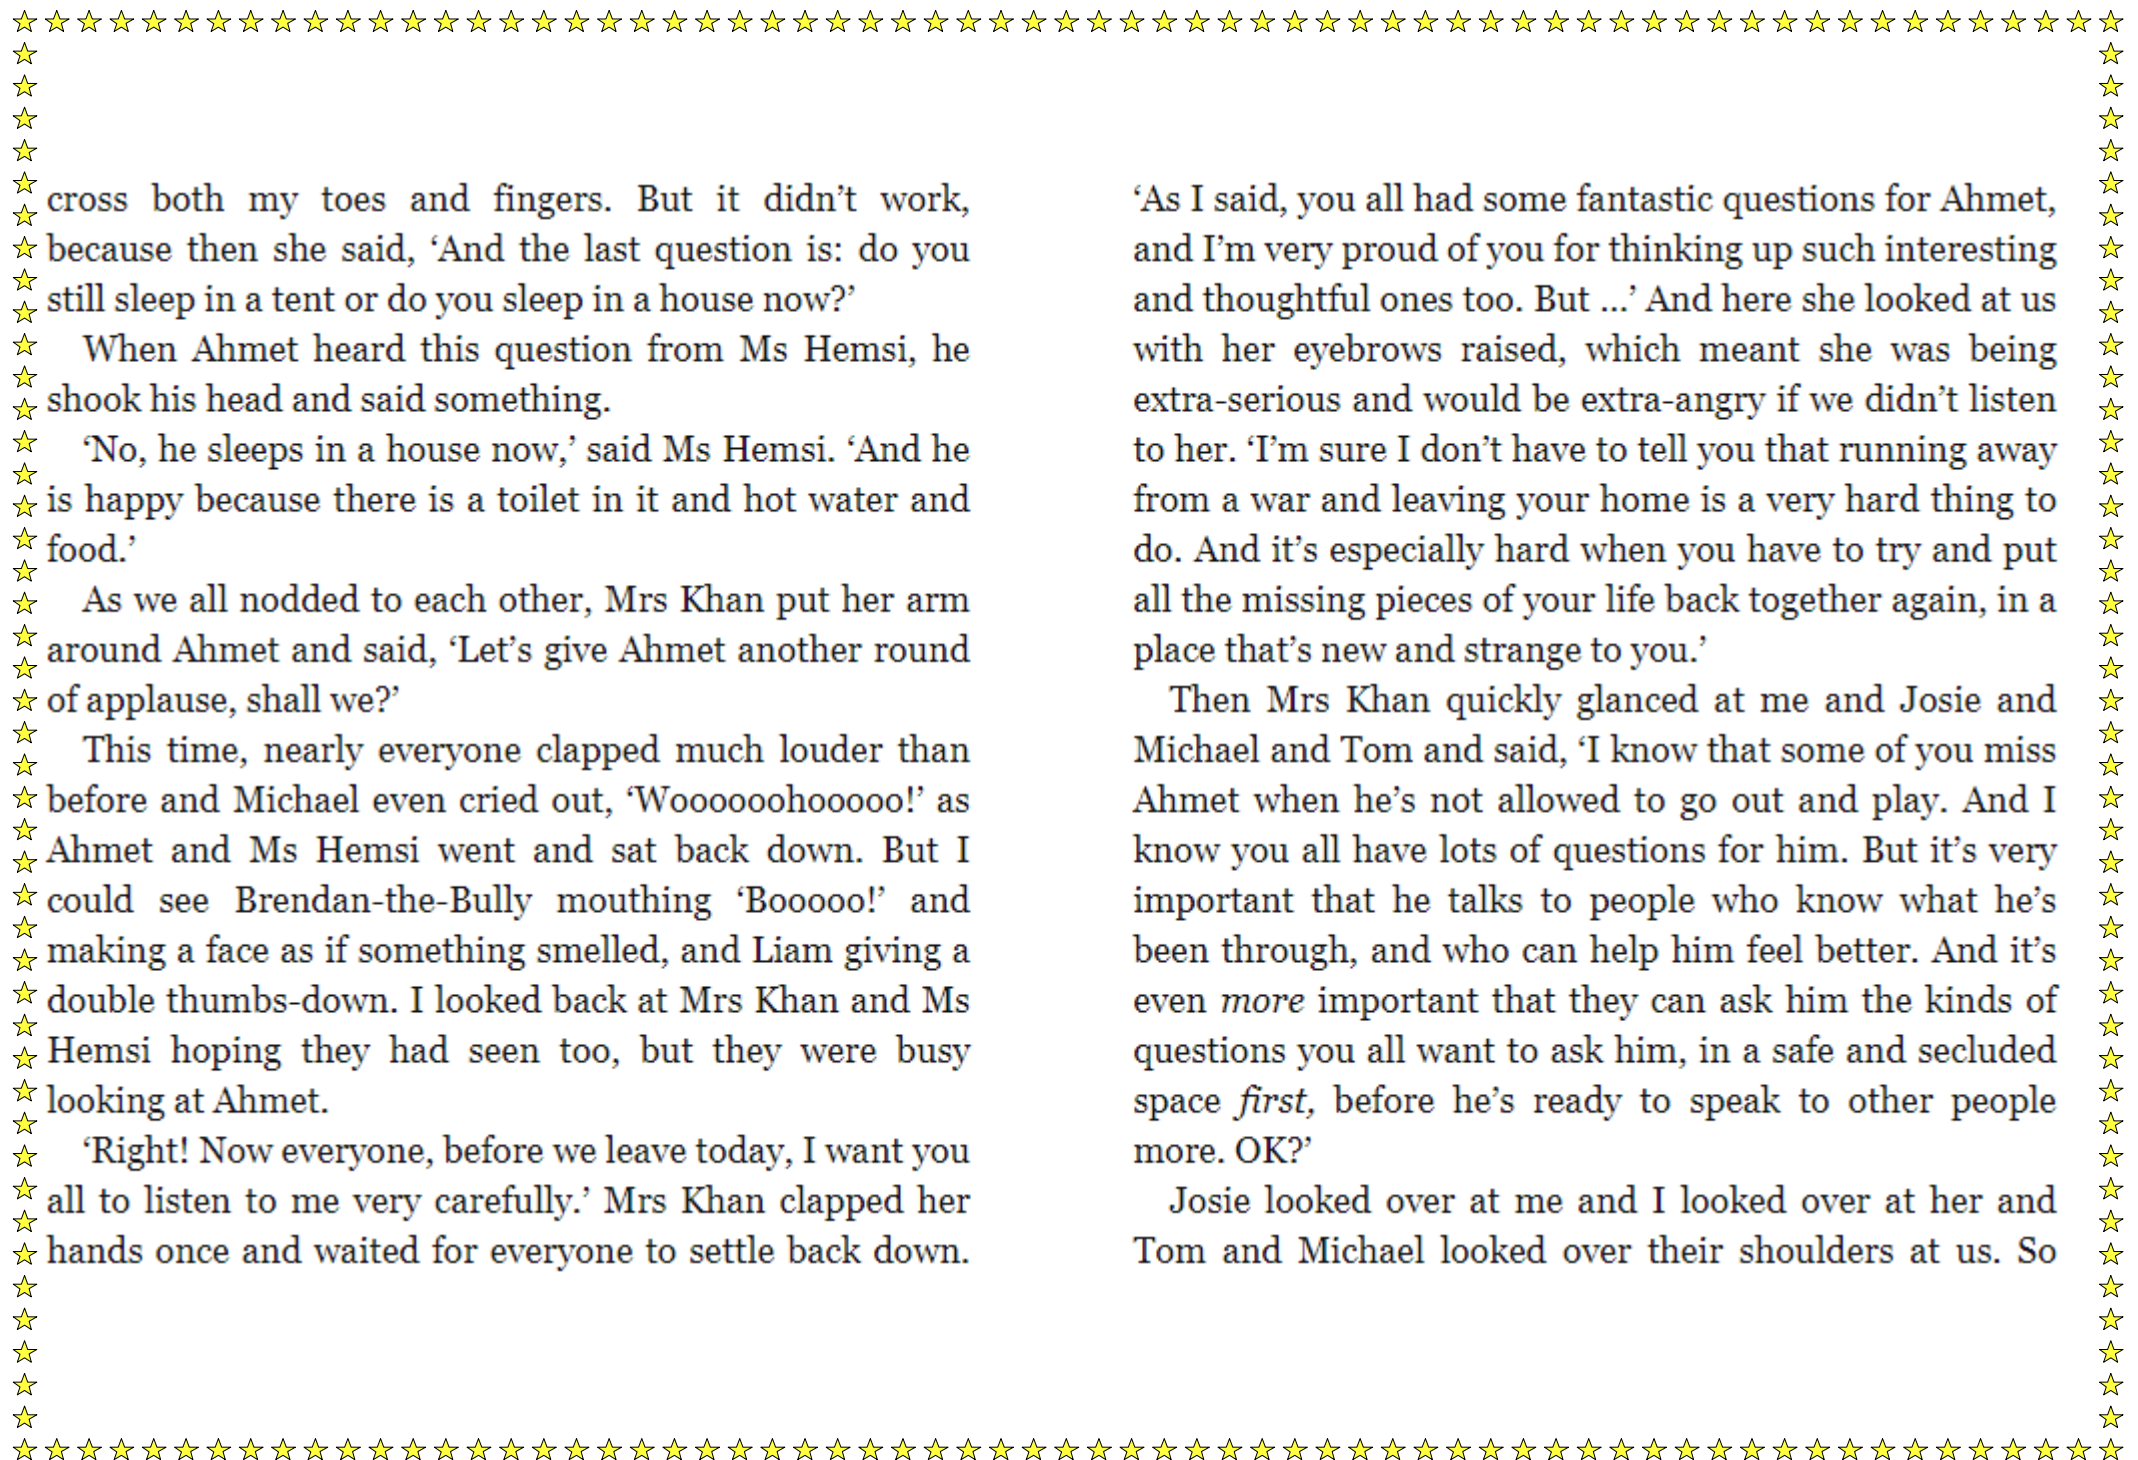 cross both my toes and fingers. But it didn’t work,
because then she said, ‘And the last question is: do you
still sleep in a tent or do you sleep in a house now?’
When Ahmet heard this question from Ms Hemsi, he
shook his head and said something.
‘No, he sleeps in a house now,’ said Ms Hemsi. ‘And he
is happy because there is a toilet in it and hot water and
food.’
As we all nodded to each other, Mrs Khan put her arm
around Ahmet and said, ‘Let’s give Ahmet another round
of applause, shall we?’
This time, nearly everyone clapped much louder than
before and Michael even cried out, ‘Woooooohooooo!’ as
Ahmet and Ms Hemsi went and sat back down. But I
could see Brendan-the-Bully mouthing ‘Booooo!’ and
making a face as if something smelled, and Liam giving a
double thumbs-down. I looked back at Mrs Khan and Ms
Hemsi hoping they had seen too, but they were busy
looking at Ahmet.
‘Right! Now everyone, before we leave today, I want you
all to listen to me very carefully.’ Mrs Khan clapped her
hands once and waited for everyone to settle back down.
‘As I said, you all had some fantastic questions for Ahmet,
and I’m very proud of you for thinking up such interesting
and thoughtful ones too. But ...’ And here she looked at us
with her eyebrows raised, which meant she was being
extra-serious and would be extra-angry if we didn’t listen
to her. ‘I’m sure I don’t have to tell you that running away
from a war and leaving your home is a very hard thing to
do. And it’s especially hard when you have to try and put
all the missing pieces of your life back together again, in a
place that’s new and strange to you.’
Then Mrs Khan quickly glanced at me and Josie and
Michael and Tom and said, ‘I know that some of you miss
Ahmet when he’s not allowed to go out and play. And I
know you all have lots of questions for him. But it’s very
important that he talks to people who know what he’s
been through, and who can help him feel better. And it’s
even more important that they can ask him the kinds of
questions you all want to ask him, in a safe and secluded
space first, before he’s ready to speak to other people
more. OK?’
Josie looked over at me and I looked over at her and
Tom and Michael looked over their shoulders at us. So